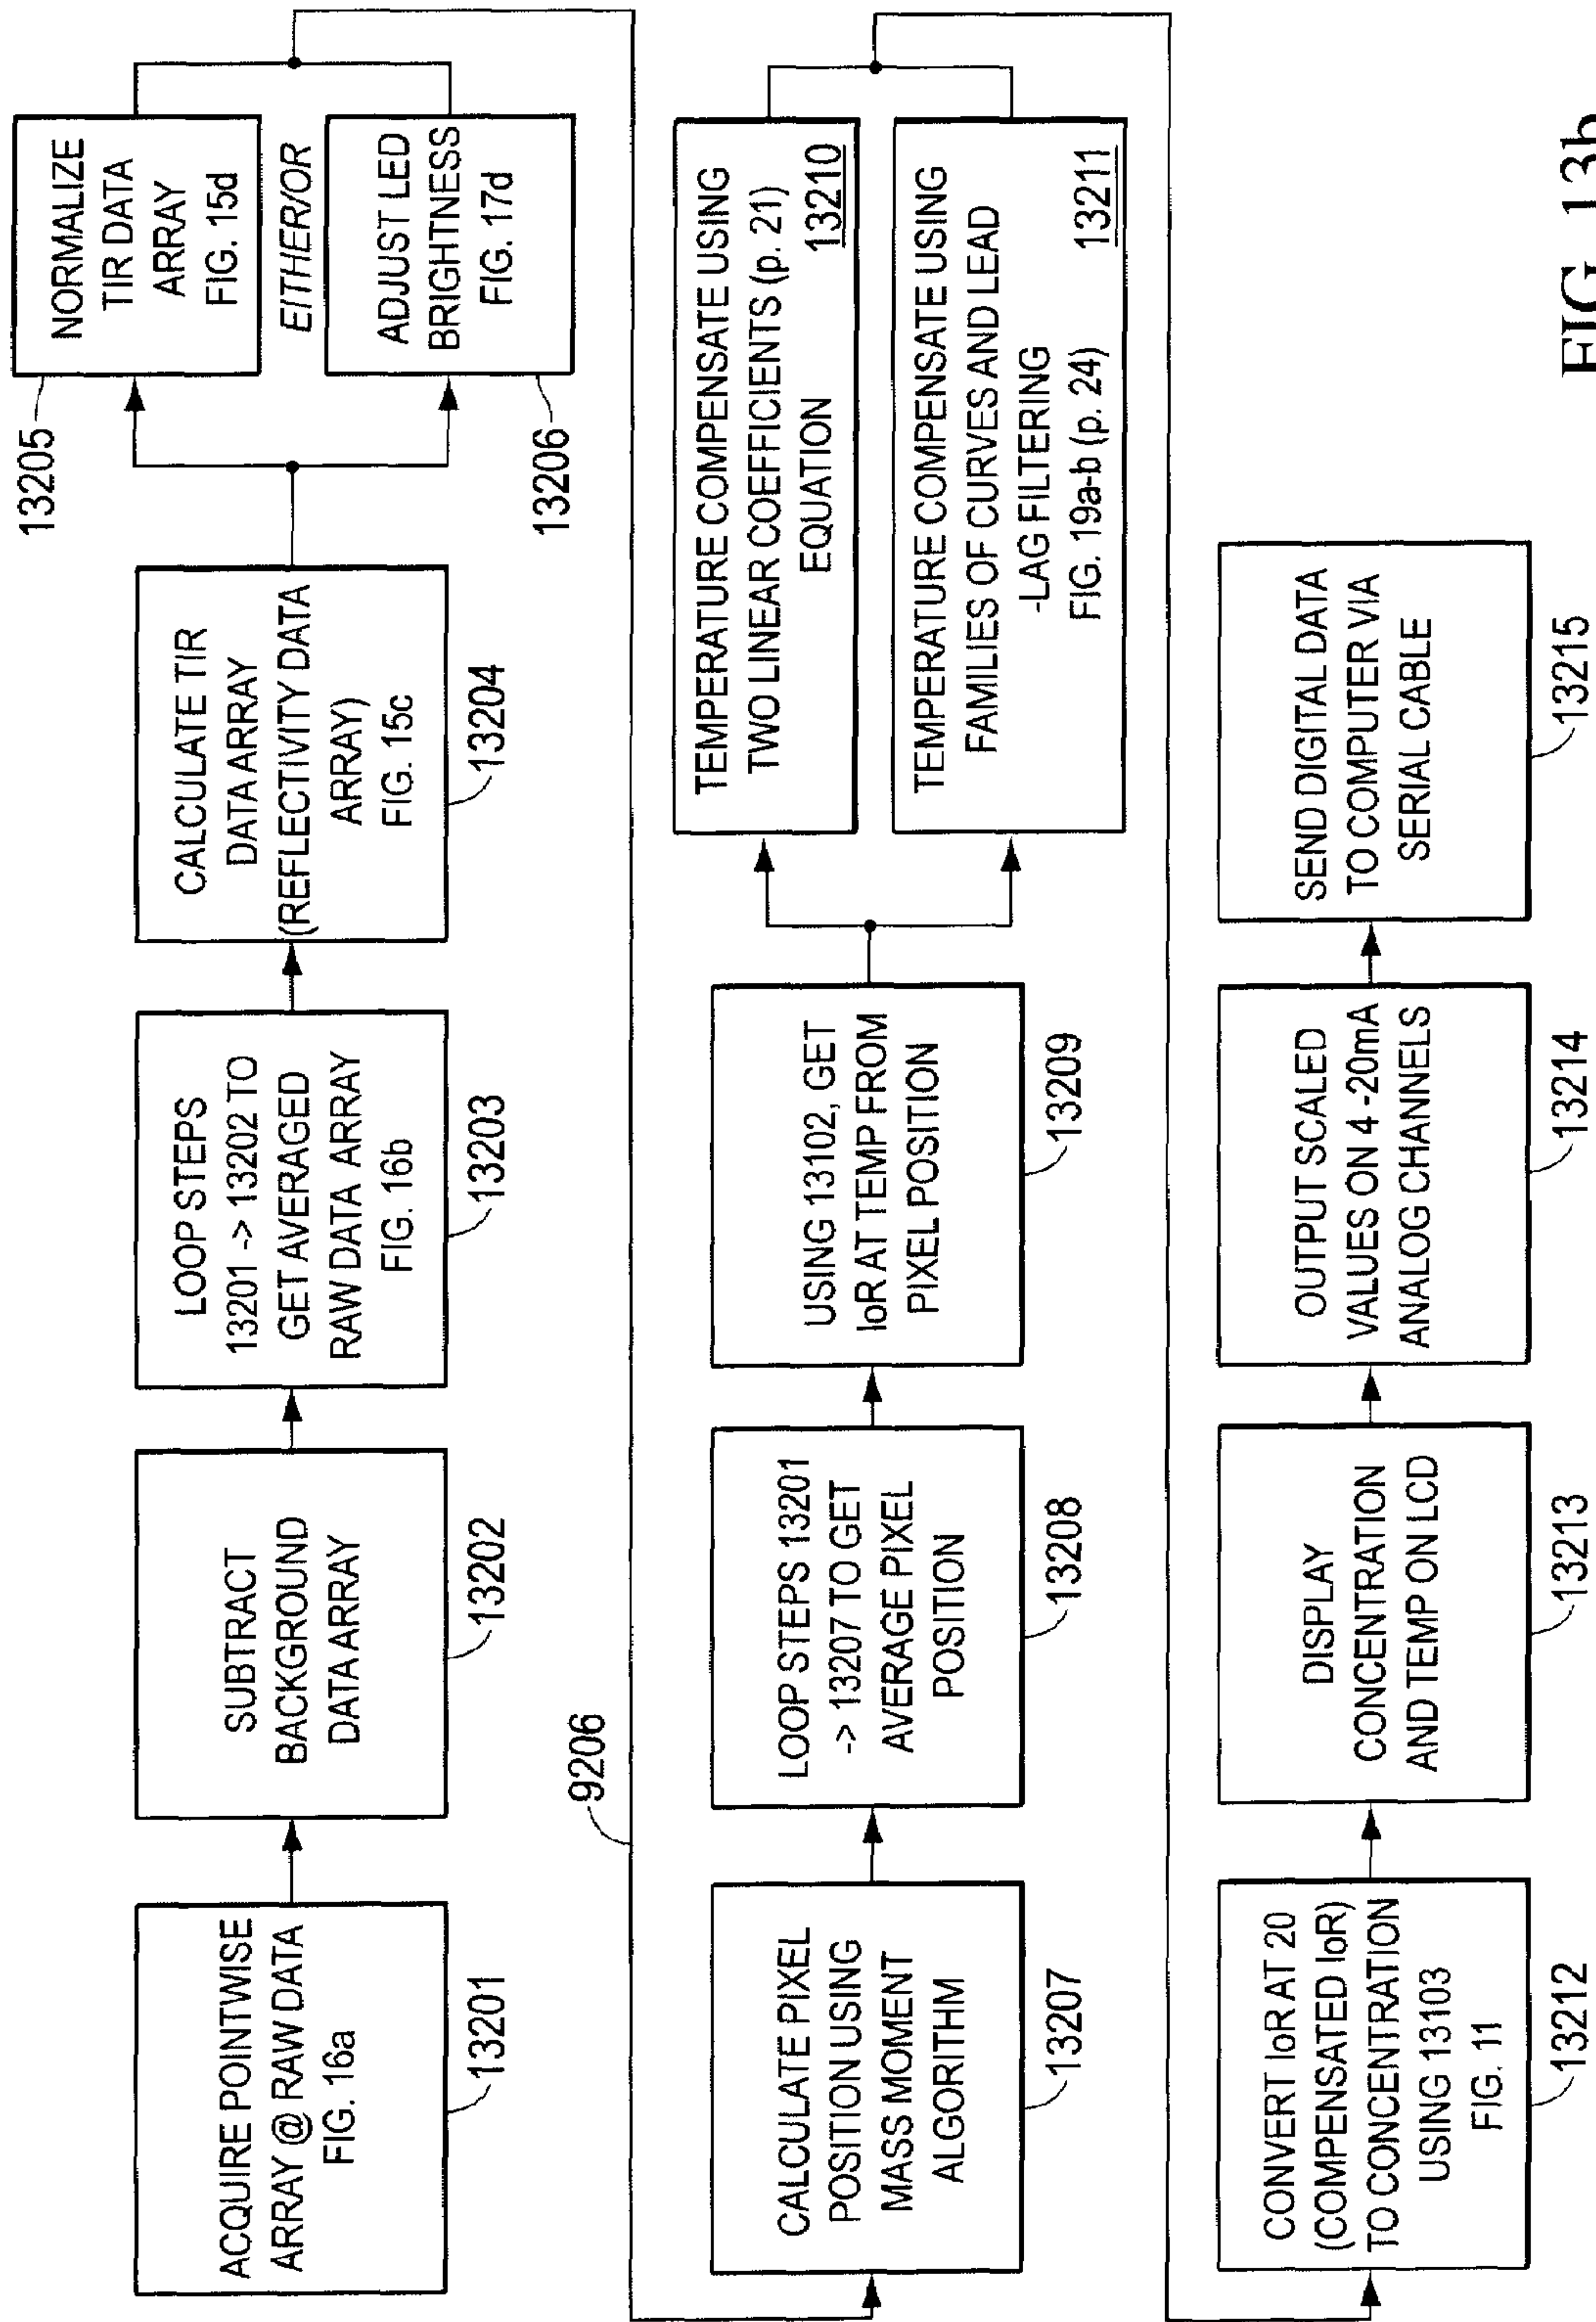 ACQUIRE POINTWISE
ARRAY @ RAW DATA
FIG. 16a
13201
SUBTRACT
BACKGROUND
DATA ARRAY
13202
LOOP STEPS
13201 -> 13202 TO
GET AVERAGED
RAW DATA ARRAY
FIG. 16b
13203
CALCULATE TIR
DATA ARRAY
(REFLECTIVITY DATA
ARRAY)
FIG. 15c
13204
13205
NORMALIZE
TIR DATA
ARRAY
FIG. 15d
EITHER/OR
ADJUST LED
BRIGHTNESS
FIG. 17d
13206
9206
CALCULATE PIXEL
POSITION USING
MASS MOMENT
ALGORITHM
13207
LOOP STEPS 13201
-> 13207 TO GET
AVERAGE PIXEL
POSITION
13208
USING 13102, GET
IoR AT TEMP FROM
PIXEL POSITION
13209
TEMPERATURE COMPENSATE USING
TWO LINEAR COEFFICIENTS (p. 21)
EQUATION 13210
TEMPERATURE COMPENSATE USING
FAMILIES OF CURVES AND LEAD
-LAG FILTERING
FIG. 19a-b (p. 24) 13211
CONVERT IoR AT 20
(COMPENSATED IoR)
TO CONCENTRATION
USING 13103
FIG. 11
13212
DISPLAY
CONCENTRATION
AND TEMP ON LCD
13213
OUTPUT SCALED
VALUES ON 4 -20mA
ANALOG CHANNELS
13214
SEND DIGITAL DATA
TO COMPUTER VIA
SERIAL CABLE
13215
FIG. 13b